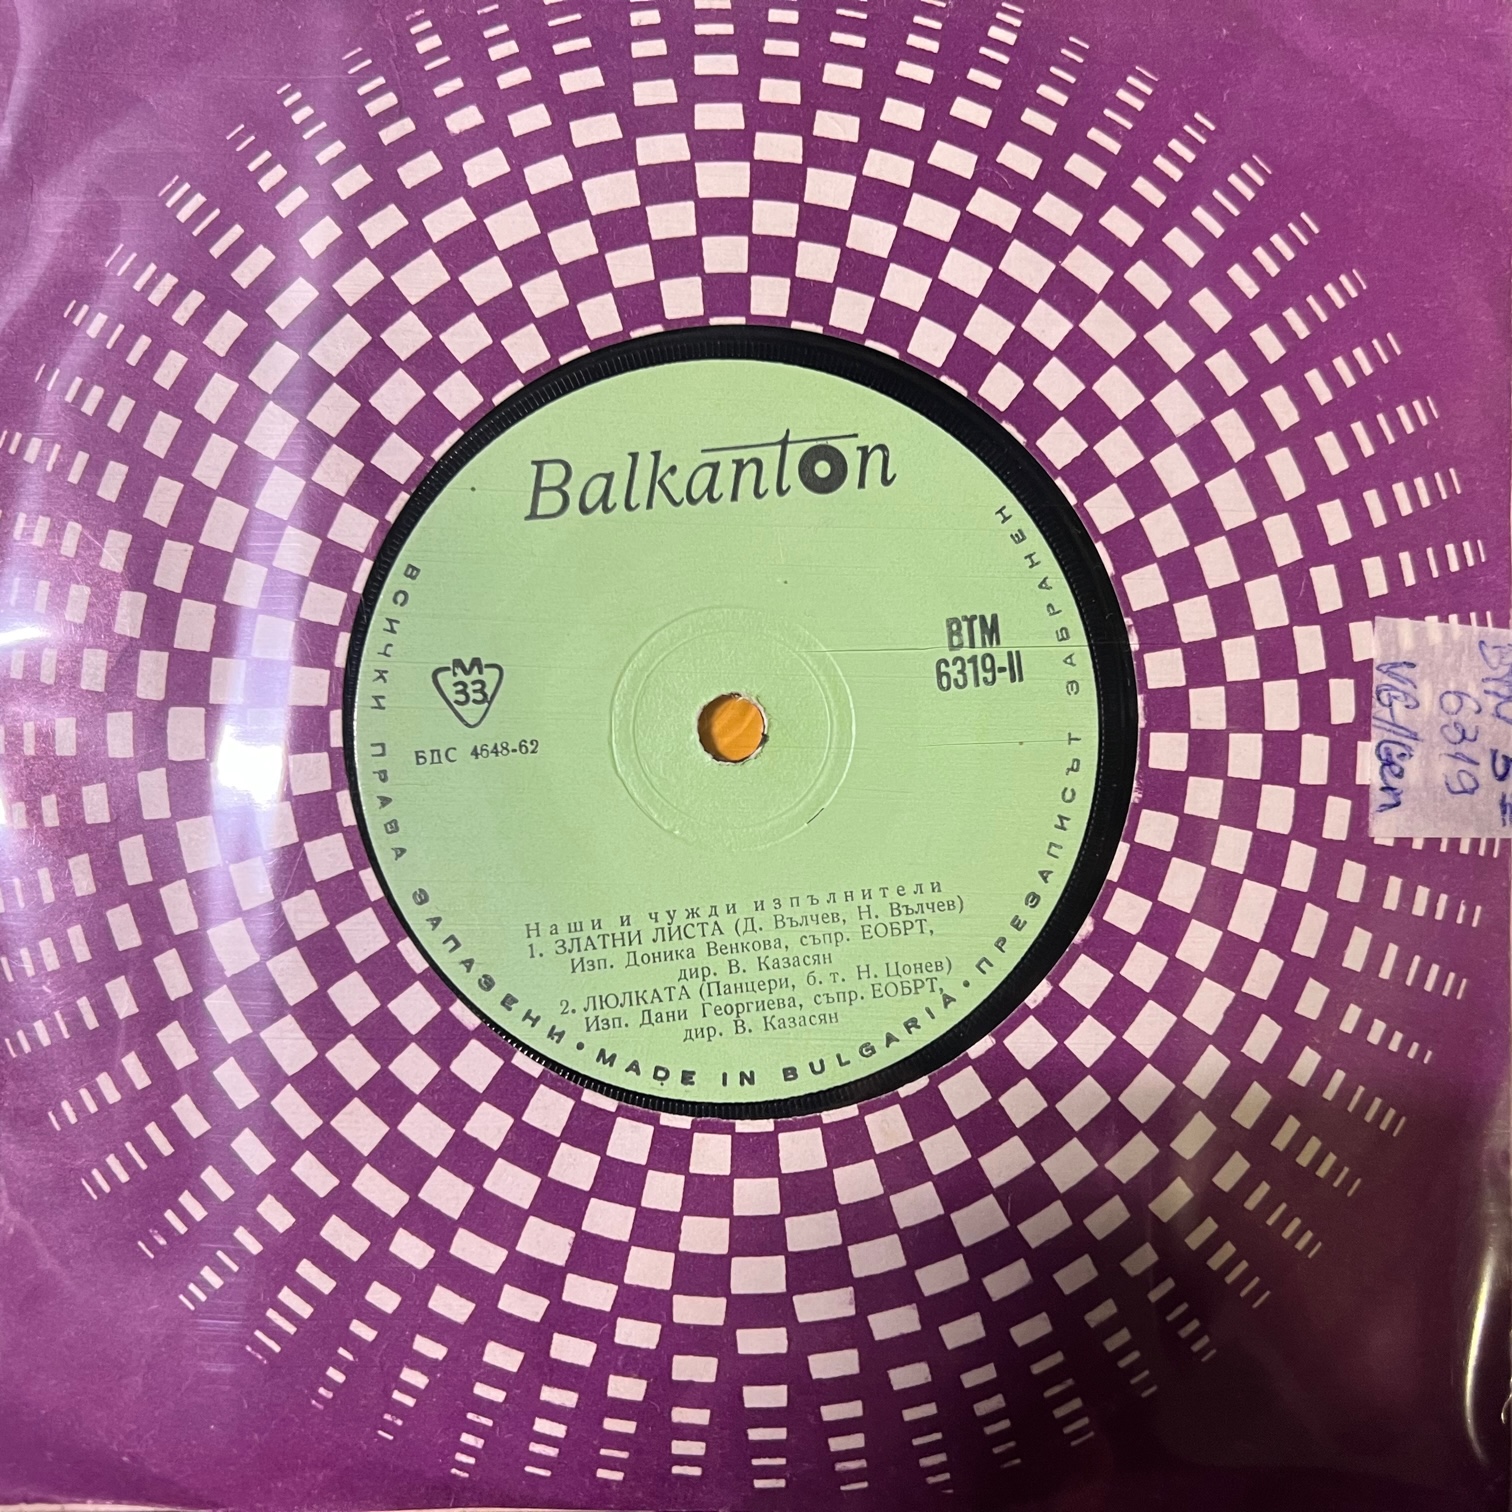 Balkanton
ВТМ
6319-II
М
33
БДС 4648-62
Наши и чужди изпълнители
1. ЗЛАТНИ ЛИСТА (Д. Вълчев, Н. Вълчев)
Изп. Доника Венкова, съпр. ЕОБРТ,
дир. В. Казасян
2. ЛЮЛКАТА (Панцери, б. т. Н. Цонев)
Изп. Дани Георгиева, съпр. ЕОБРТ,
дир. В. Казасян
ВСИЧКИ ПРАВА ЗАПАЗЕНИ • MADE IN BULGARIA • ПРЕЗАПИСЪТ ЗАБРАНЕН
6319